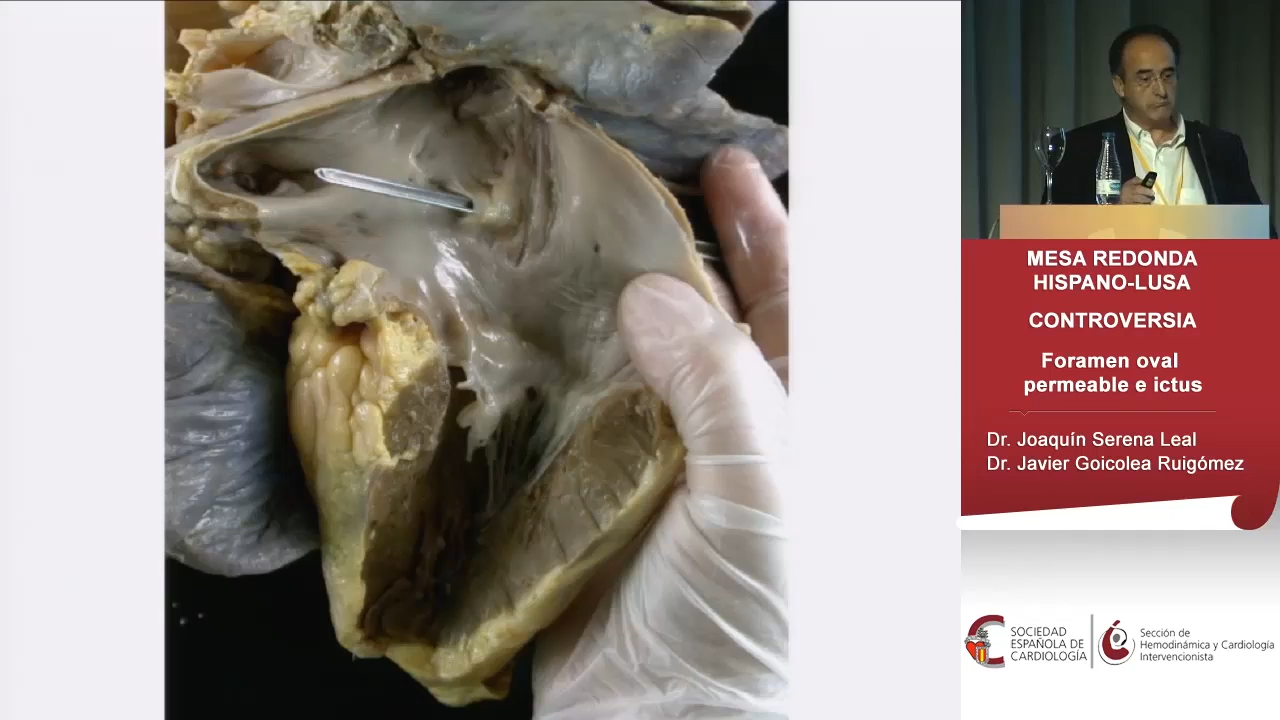 MESA REDONDA
HISPANO-LUSA
CONTROVERSIA
Foramen oval
permeable e ictus
Dr. Joaquín Serena Leal
Dr. Javier Goicolea Ruigómez
SOCIEDAD
ESPAÑOLA DE
CARDIOLOGÍA
Sección de
Hemodinámica y Cardiología
Intervencionista